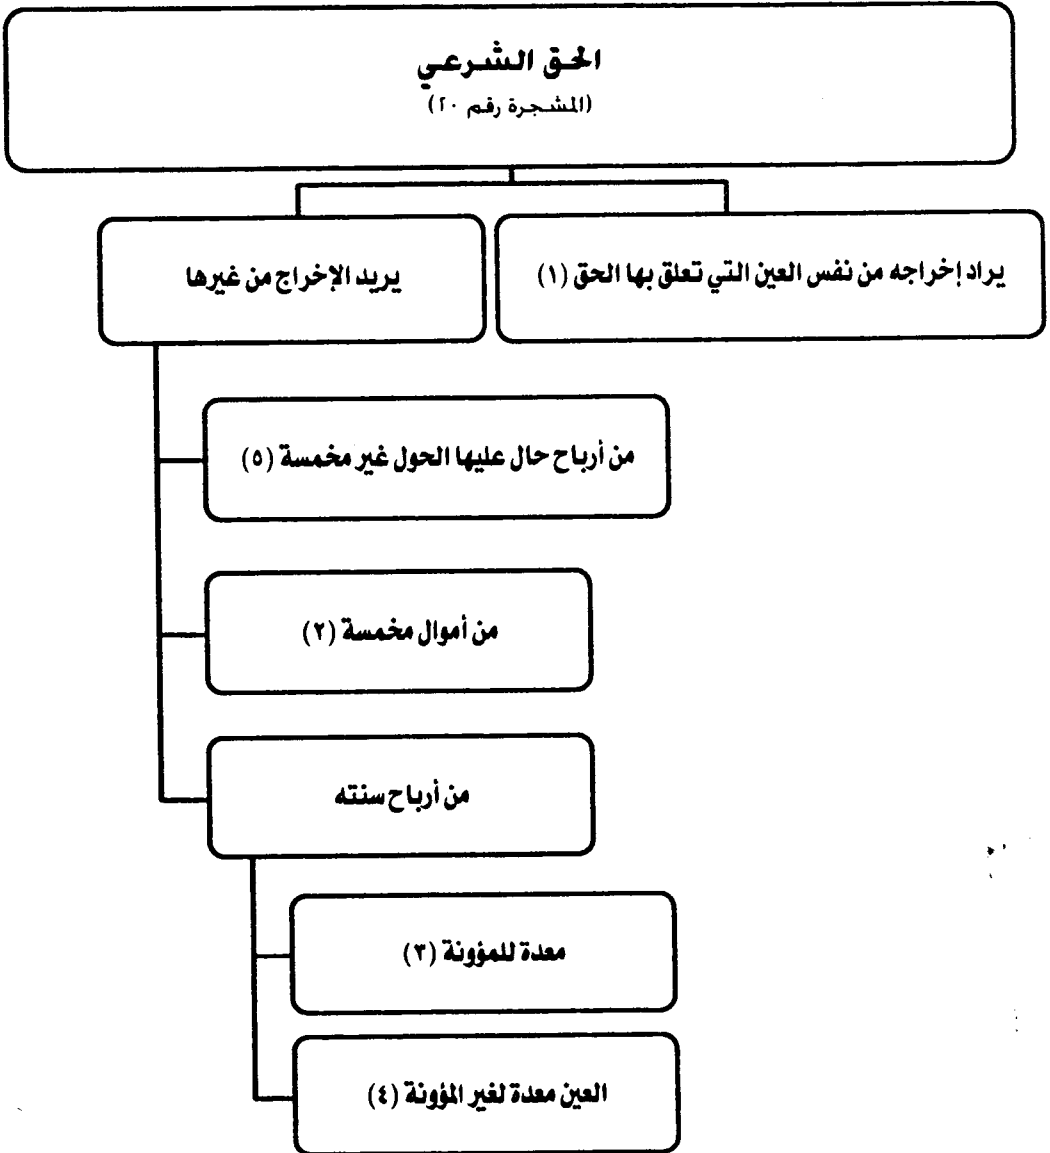 الحق الشرعي
(المشجرة رقم ٢٠)
يراد إخراجه من نفس العين التي تعلق بها الحق (١)
يريد الإخراج من غيرها
من أرباح حال عليها الحول غير مخمسة (٥)
من أموال مخمسة (٢)
من أرباح سنته
معدة للمؤونة (٣)
العين معدة لغير المؤونة (٤)